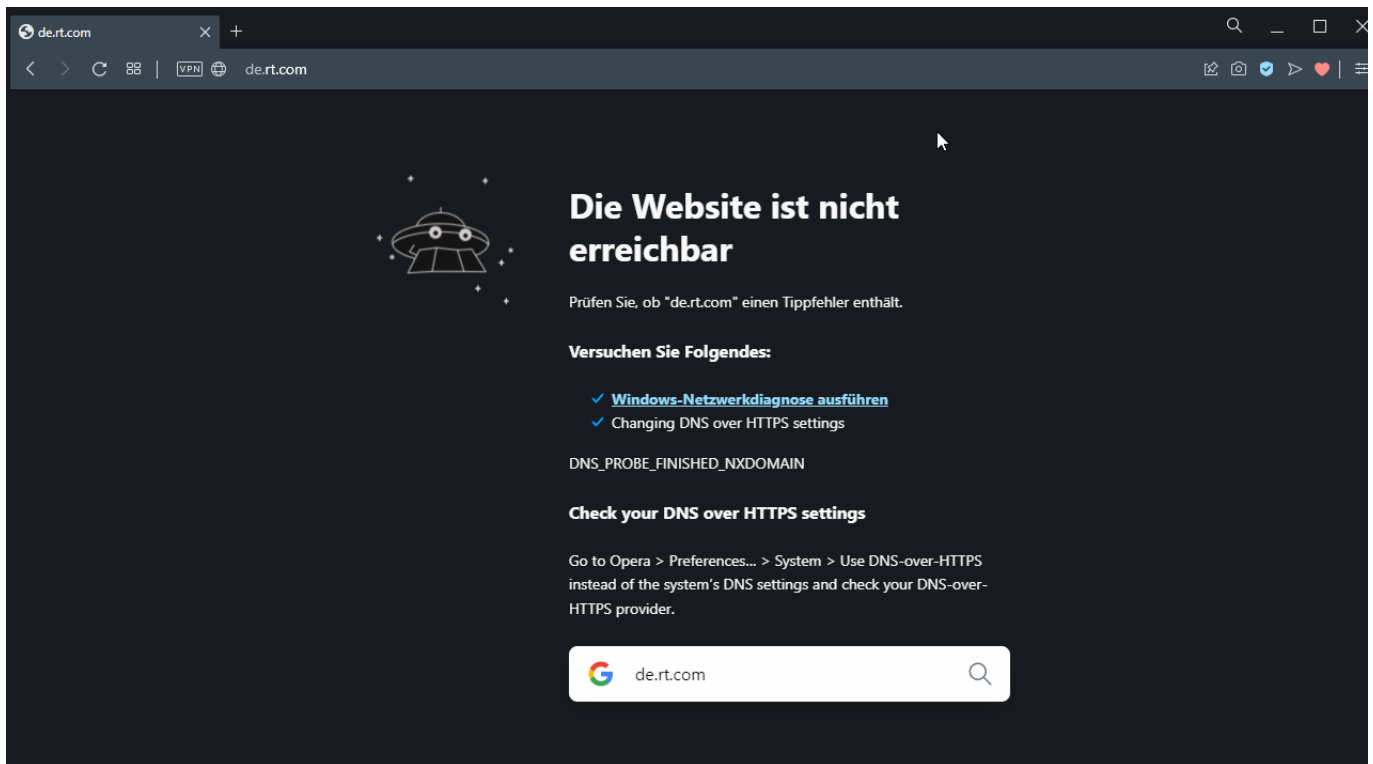 de.rt.com
VPN de.rt.com
Die Website ist nicht
erreichbar
Prüfen Sie, ob "de.rt.com" einen Tippfehler enthält.
Versuchen Sie Folgendes:
Windows-Netzwerkdiagnose ausführen
Changing DNS over HTTPS settings
DNS_PROBE_FINISHED_NXDOMAIN
Check your DNS over HTTPS settings
Go to Opera > Preferences... > System > Use DNS-over-HTTPS
instead of the system's DNS settings and check your DNS-over-
HTTPS provider.
de.rt.com